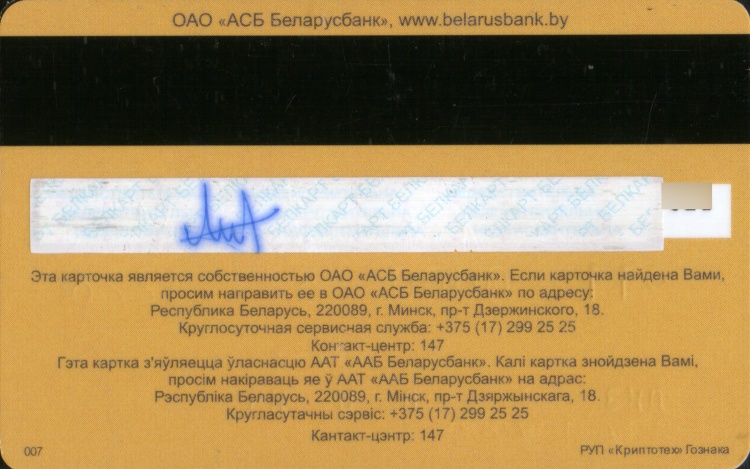 ОАО «АСБ Беларусбанк», www.belarusbank.by
БЕЛКАРТ БЕЛКАРТ БЕЛКАРТ
Эта карточка является собственностью ОАО «АСБ Беларусбанк». Если карточка найдена Вами,
просим направить ее в ОАО «АСБ Беларусбанк» по адресу:
Республика Беларусь, 220089, г. Минск, пр-т Дзержинского, 18.
Круглосуточная сервисная служба: +375 (17) 299 25 25
Контакт-центр: 147
Гэта картка з'яўляецца ўласнасцю ААТ «ААБ Беларусбанк». Калі картка знойдзена Вамі,
просім накіраваць яе ў ААТ «ААБ Беларусбанк» на адрас:
Рэспубліка Беларусь, 220089, г. Мінск, пр-т Дзяржынскага, 18.
Кругласутачны сэрвіс: +375 (17) 299 25 25
Кантакт-цэнтр: 147
007
РУП «Криптотех» Гознака